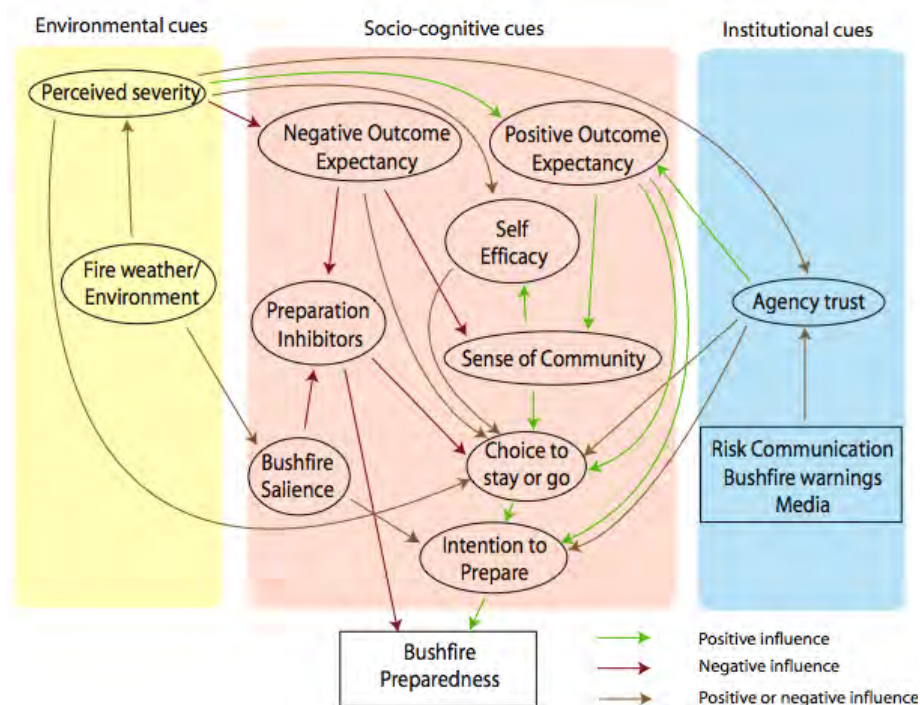 Environmental cues
Socio-cognitive cues
Institutional cues
Perceived severity
Negative Outcome
Expectancy
Positive Outcome
Expectancy
Self
Efficacy
Fire weather/
Environment
Preparation
Inhibitors
Agency trust
Sense of Community
Bushfire
Salience
Choice to
stay or go
Risk Communication
Bushfire warnings
Media
Intention to
Prepare
Bushfire
Preparedness
Positive influence
Negative influence
Positive or negative influence